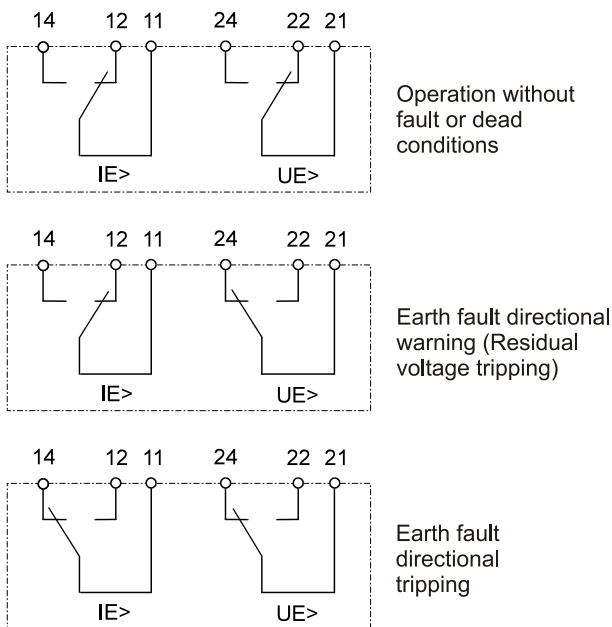 14 12 11 24 22 21
IE> UE>
Operation without
fault or dead
conditions
14 12 11 24 22 21
IE> UE>
Earth fault directional
warning (Residual
voltage tripping)
14 12 11 24 22 21
IE> UE>
Earth fault
directional
tripping